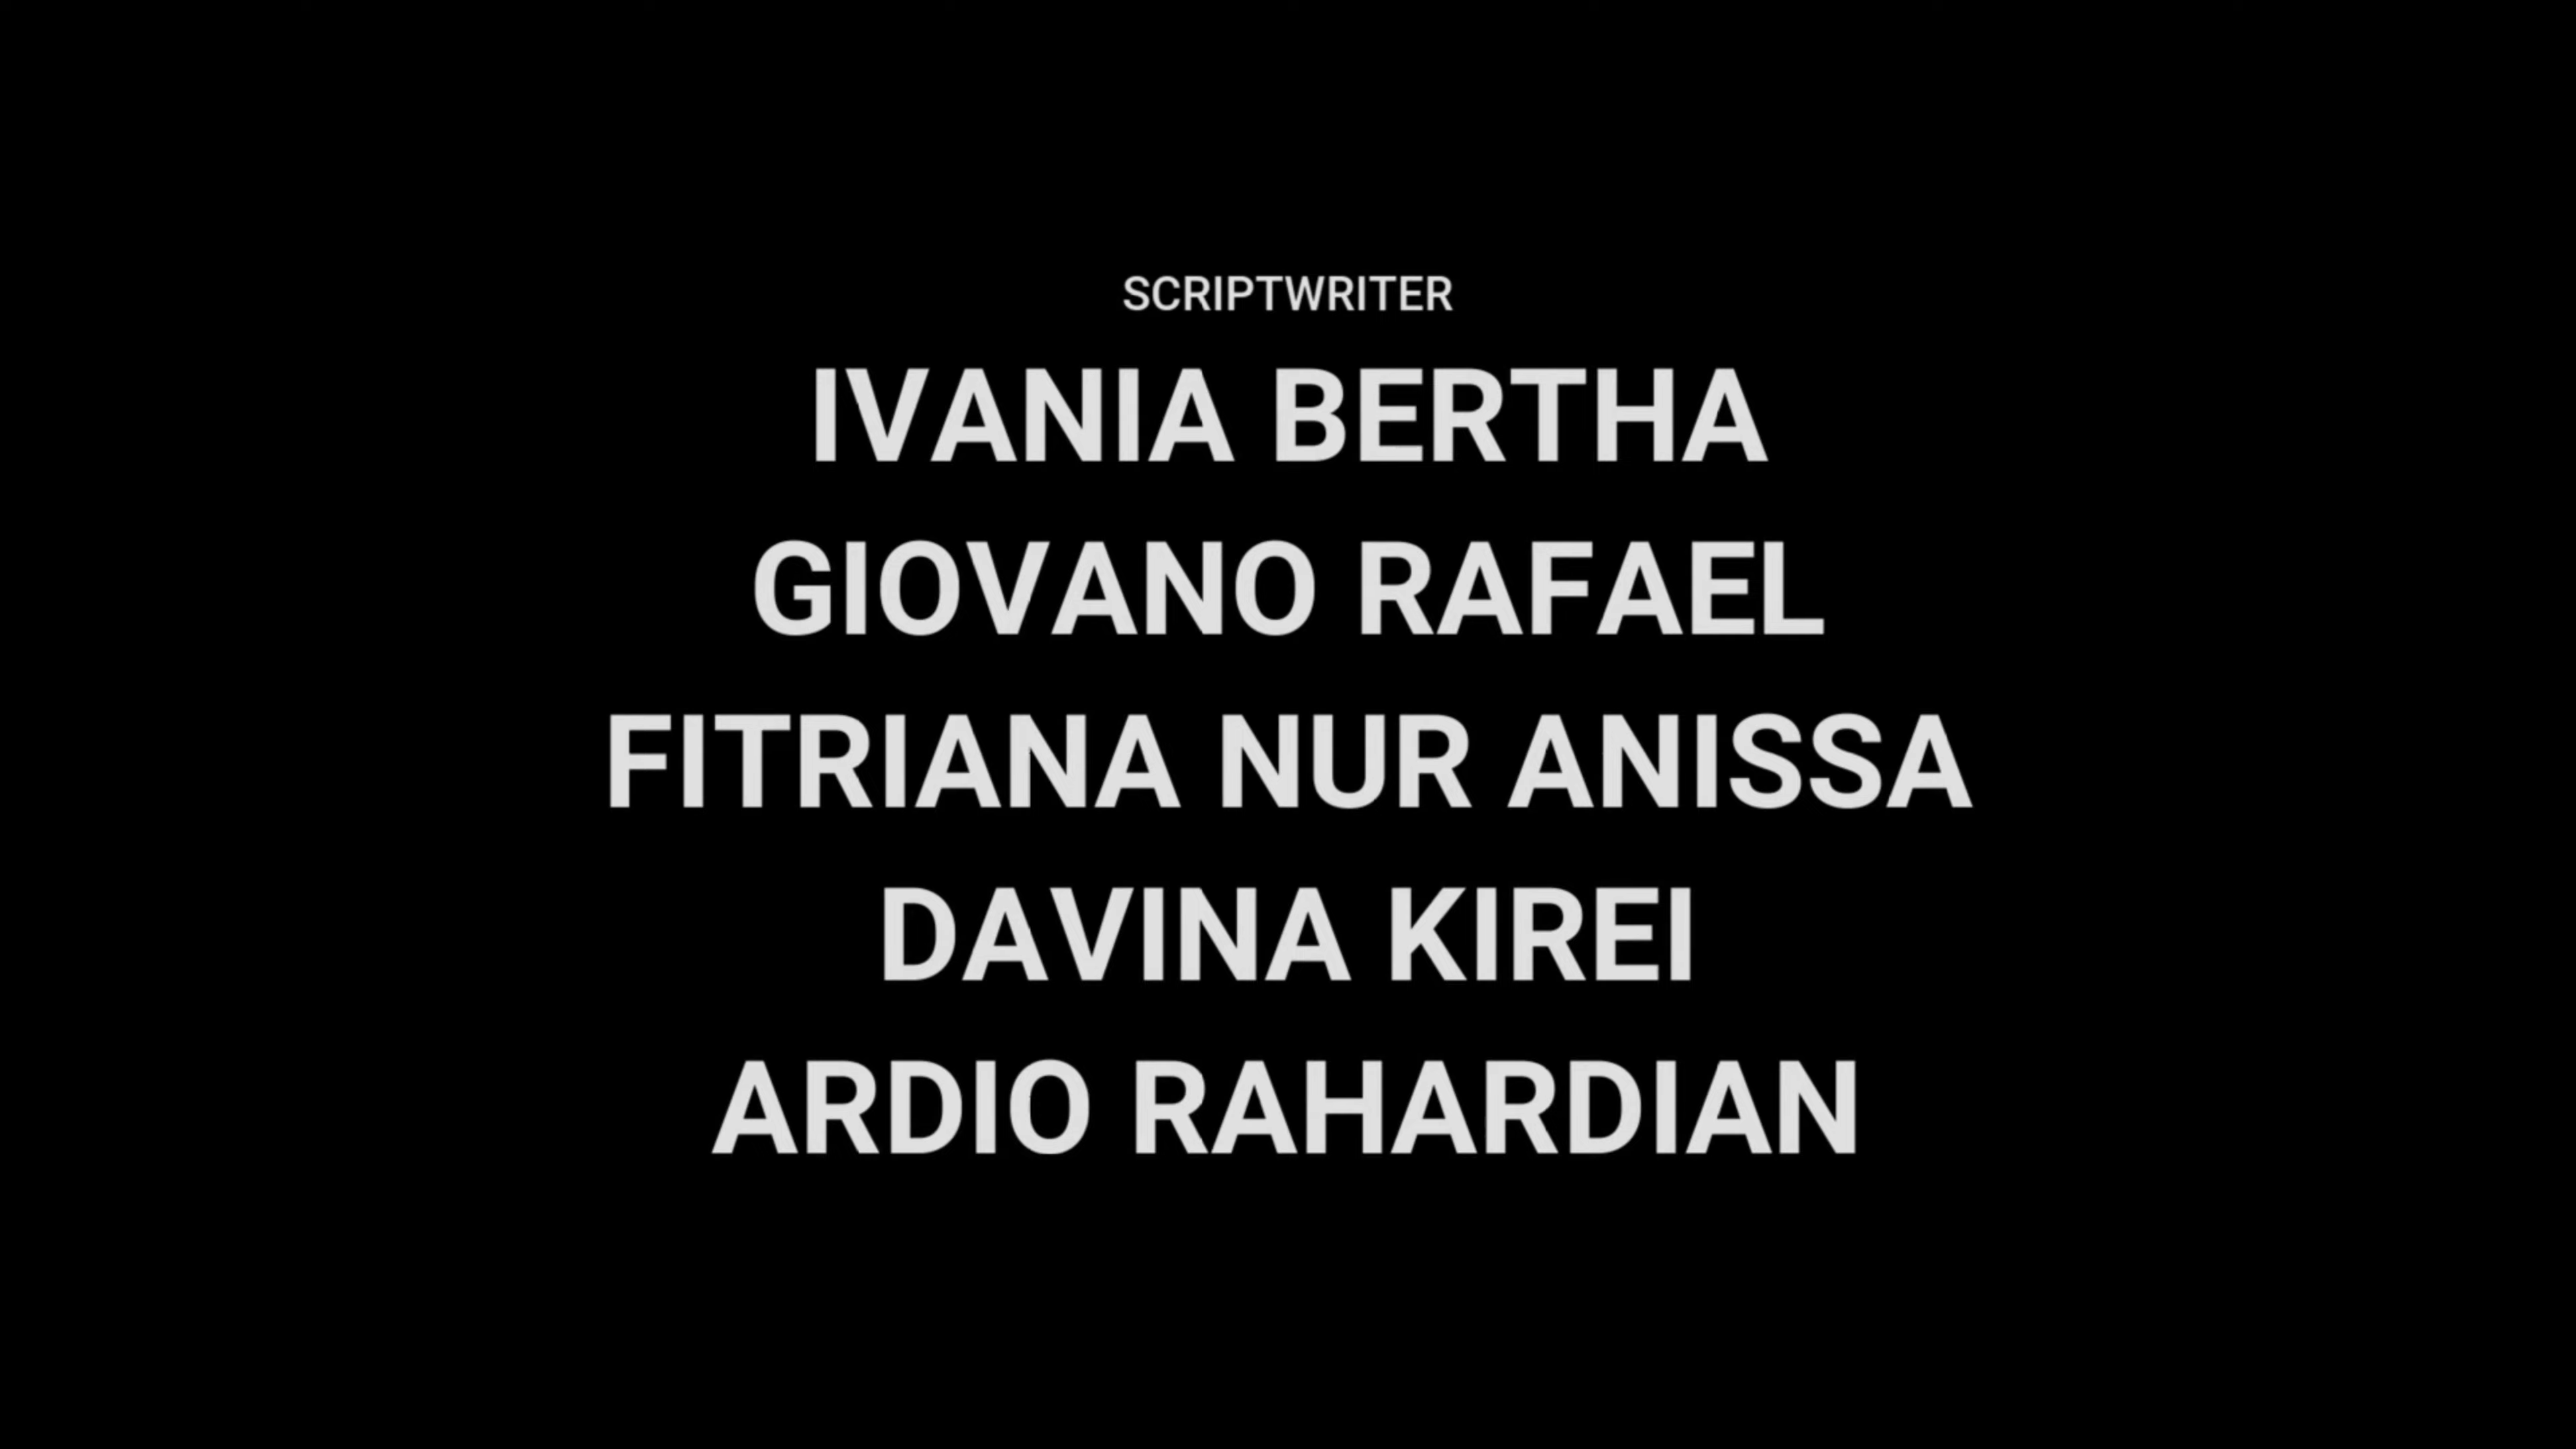 SCRIPTWRITER
IVANIA BERTHA
GIOVANO RAFAEL
FITRIANA NUR ANISSA
DAVINA KIREI
ARDIO RAHARDIAN